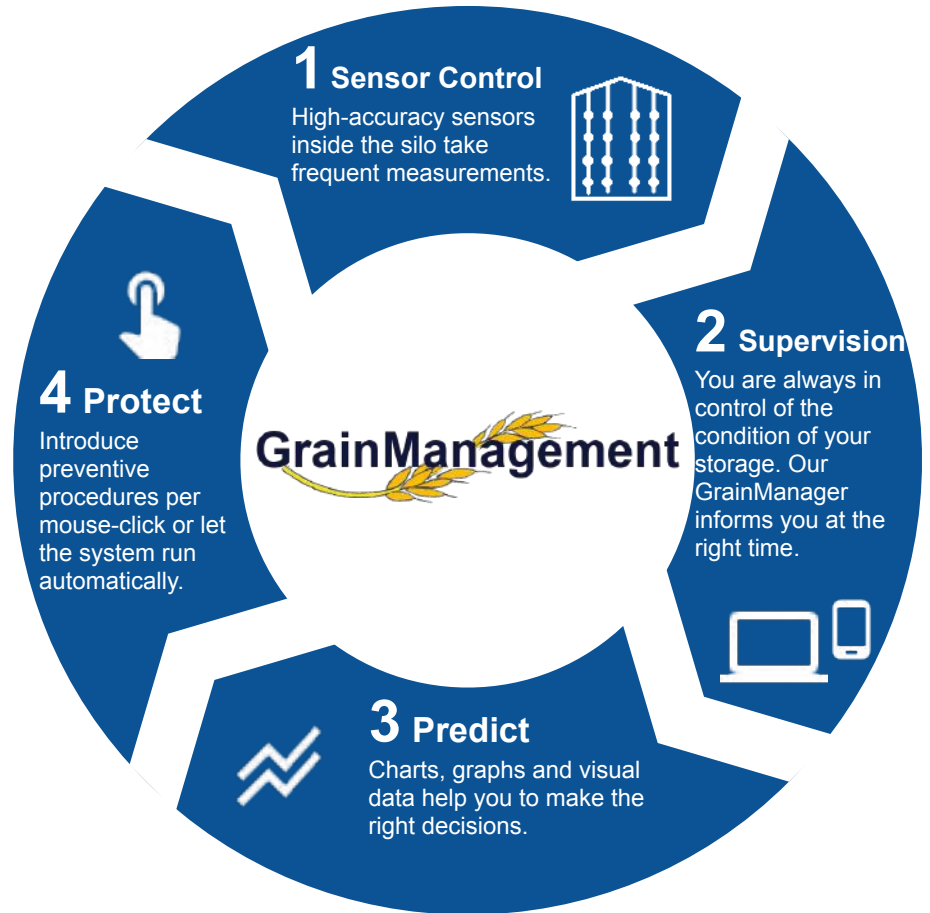 1 Sensor Control
High-accuracy sensors
inside the silo take
frequent measurements.
2 Supervision
You are always in
control of the
condition of your
storage. Our
GrainManager
informs you at the
right time.
3 Predict
Charts, graphs and visual
data help you to make the
right decisions.
4 Protect
Introduce
preventive
procedures per
mouse-click or let
the system run
automatically.
GrainManagement